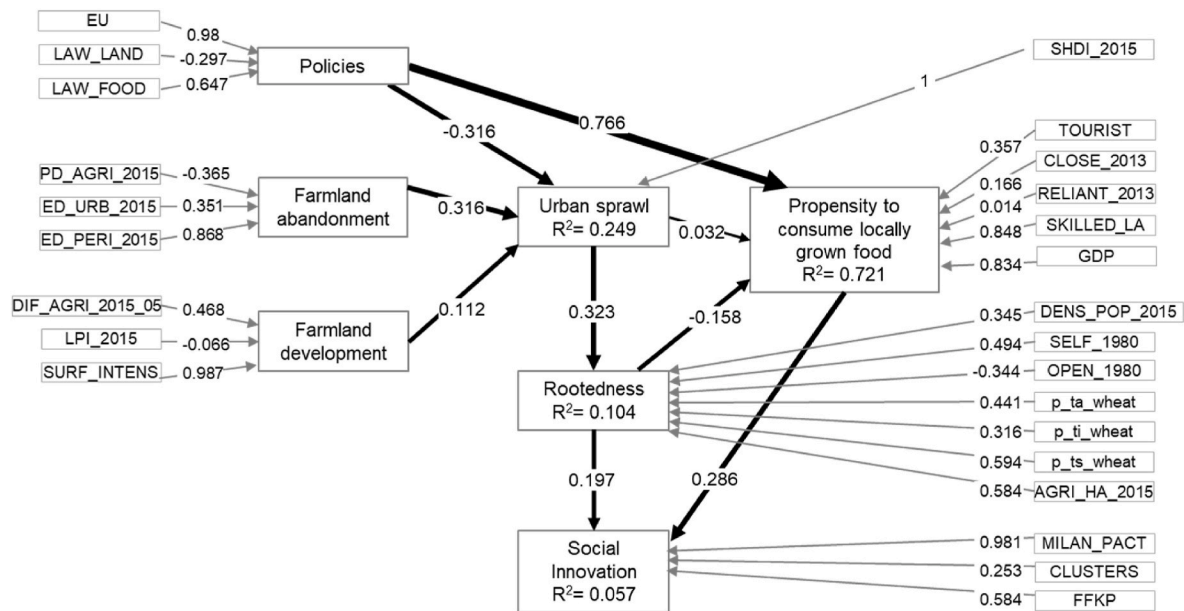 EU
0.98
LAW_LAND
-0.297
LAW_FOOD
0.647
Policies
SHDI_2015
1
-0.316
0.766
PD_AGRI_2015
-0.365
ED_URB_2015
0.351
ED_PERI_2015
0.868
Farmland
abandonment
0.316
Urban sprawl
R²= 0.249
0.032
Propensity to
consume locally
grown food
R²= 0.721
0.357
TOURIST
0.166
CLOSE_2013
0.014
RELIANT_2013
0.848
SKILLED_LA
0.834
GDP
DIF_AGRI_2015_05
0.468
LPI_2015
-0.066
SURF_INTENS
0.987
Farmland
development
0.112
0.323
-0.158
Rootedness
R²= 0.104
0.345
DENS_POP_2015
0.494
SELF_1980
-0.344
OPEN_1980
0.441
p_ta_wheat
0.316
p_ti_wheat
0.594
p_ts_wheat
0.584
AGRI_HA_2015
0.197
0.286
Social
Innovation
R²= 0.057
0.981
MILAN_PACT
0.253
CLUSTERS
0.584
FFKP